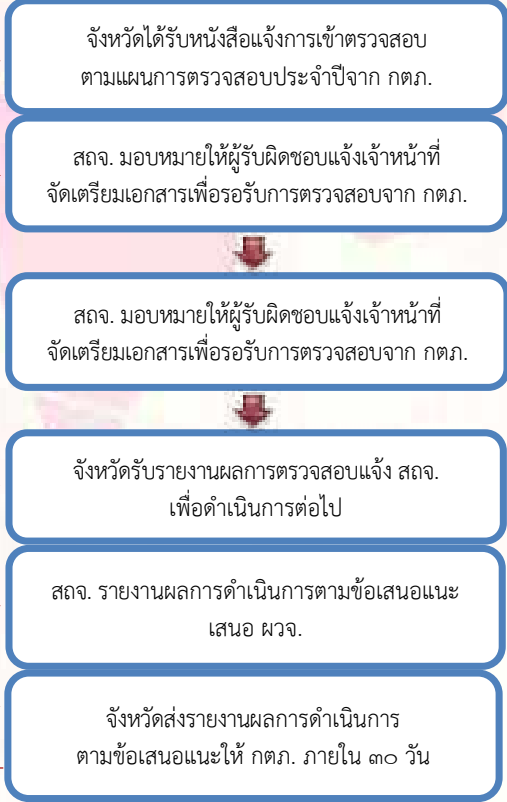 จังหวัดได้รับหนังสือแจ้งการเข้าตรวจสอบ
ตามแผนการตรวจสอบประจำปีจาก กตภ.
สถจ. มอบหมายให้ผู้รับผิดชอบแจ้งเจ้าหน้าที่
จัดเตรียมเอกสารเพื่อรอรับการตรวจสอบจาก กตภ.
สถจ. มอบหมายให้ผู้รับผิดชอบแจ้งเจ้าหน้าที่
จัดเตรียมเอกสารเพื่อรอรับการตรวจสอบจาก กตภ.
จังหวัดรับรายงานผลการตรวจสอบแจ้ง สถจ.
เพื่อดำเนินการต่อไป
สถจ. รายงานผลการดำเนินการตามข้อเสนอแนะ
เสนอ ผวจ.
จังหวัดส่งรายงานผลการดำเนินการ
ตามข้อเสนอแนะให้ กตภ. ภายใน ๓๐ วัน